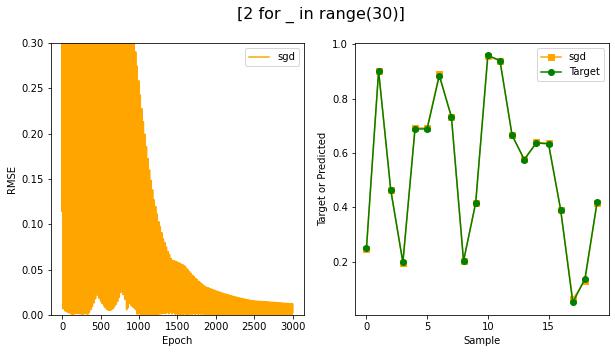 [2 for _ in range(30)]
0.30
0.25
0.20
0.15
0.10
0.05
0.00
RMSE
0 500 1000 1500 2000 2500 3000
Epoch
sgd
1.0
0.8
0.6
0.4
0.2
Target or Predicted
0 5 10 15
Sample
sgd
Target